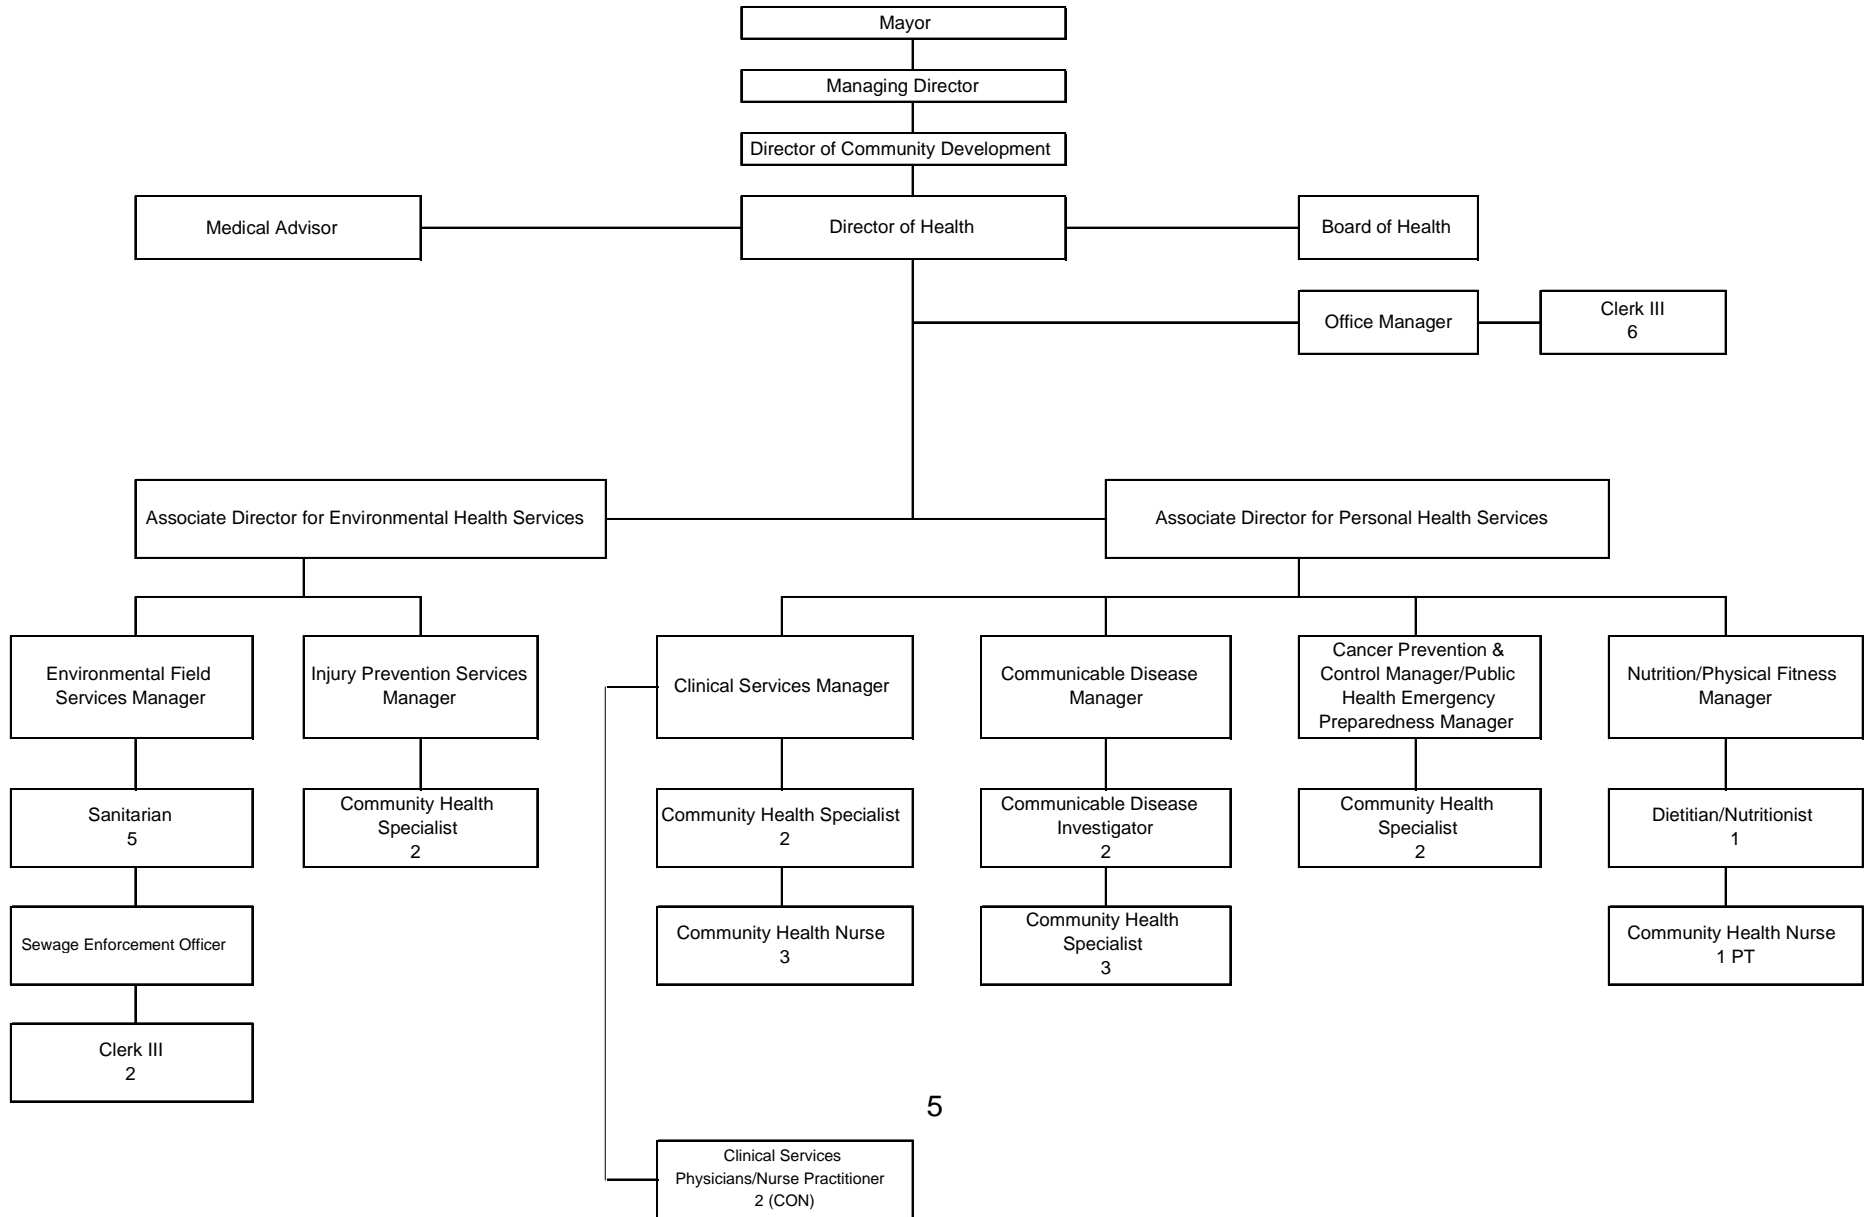 Mayor
Managing Director
Director of Community Development
Medical Advisor
Director of Health
Board of Health
Office Manager
Clerk III
6
Associate Director for Environmental Health Services
Associate Director for Personal Health Services
Environmental Field
Services Manager
Injury Prevention Services
Manager
Clinical Services Manager
Communicable Disease
Manager
Cancer Prevention &
Control Manager/Public
Health Emergency
Preparedness Manager
Nutrition/Physical Fitness
Manager
Sanitarian
5
Community Health
Specialist
2
Community Health Specialist
2
Communicable Disease
Investigator
2
Community Health
Specialist
2
Dietitian/Nutritionist
1
Sewage Enforcement Officer
Community Health Nurse
3
Community Health
Specialist
3
Community Health Nurse
1 PT
Clerk III
2
5
Clinical Services
Physicians/Nurse Practitioner
2 (CON)